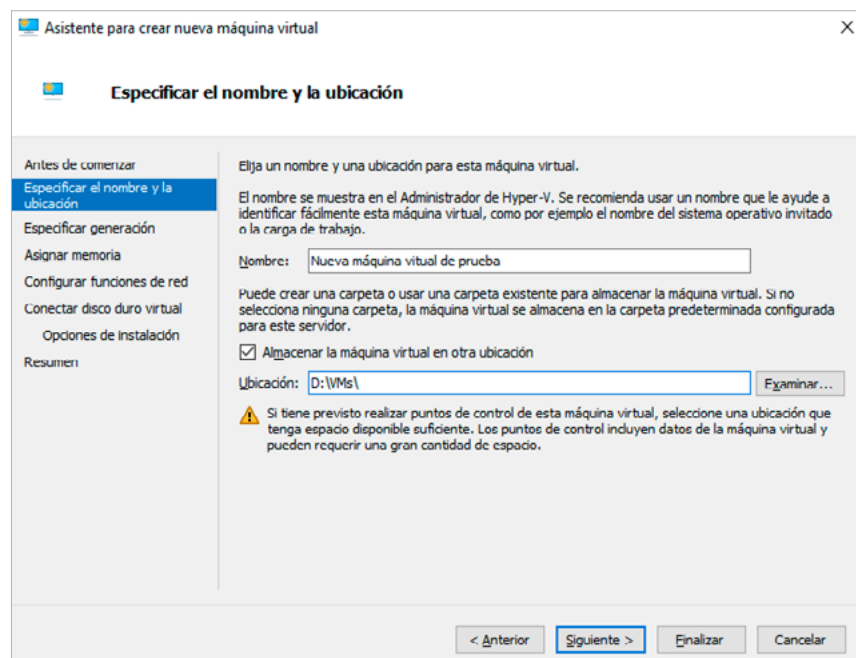 Asistente para crear nueva máquina virtual
Especificar el nombre y la ubicación
Antes de comenzar
Especificar el nombre y la
ubicación
Especificar generación
Asignar memoria
Configurar funciones de red
Conectar disco duro virtual
Opciones de instalación
Resumen
Elija un nombre y una ubicación para esta máquina virtual.
El nombre se muestra en el Administrador de Hyper-V. Se recomienda usar un nombre que le ayude a
identificar fácilmente esta máquina virtual, como por ejemplo el nombre del sistema operativo invitado
o la carga de trabajo.
Nombre: Nueva máquina vitual de prueba
Puede crear una carpeta o usar una carpeta existente para almacenar la máquina virtual. Si no
selecciona ninguna carpeta, la máquina virtual se almacena en la carpeta predeterminada configurada
para este servidor.
Almacenar la máquina virtual en otra ubicación
Ubicación: D:\VMs\ Examinar...
Si tiene previsto realizar puntos de control de esta máquina virtual, seleccione una ubicación que
tenga espacio disponible suficiente. Los puntos de control incluyen datos de la máquina virtual y
pueden requerir una gran cantidad de espacio.
< Anterior Siguiente > Finalizar Cancelar